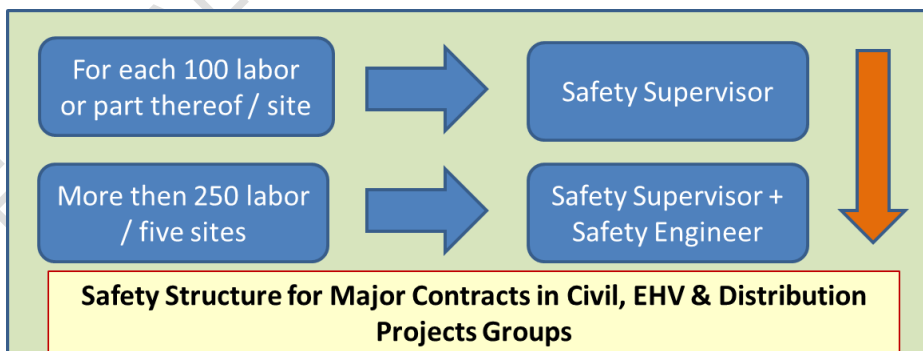 For each 100 labor
or part thereof / site
Safety Supervisor
More then 250 labor
/ five sites
Safety Supervisor +
Safety Engineer
Safety Structure for Major Contracts in Civil, EHV & Distribution
Projects Groups